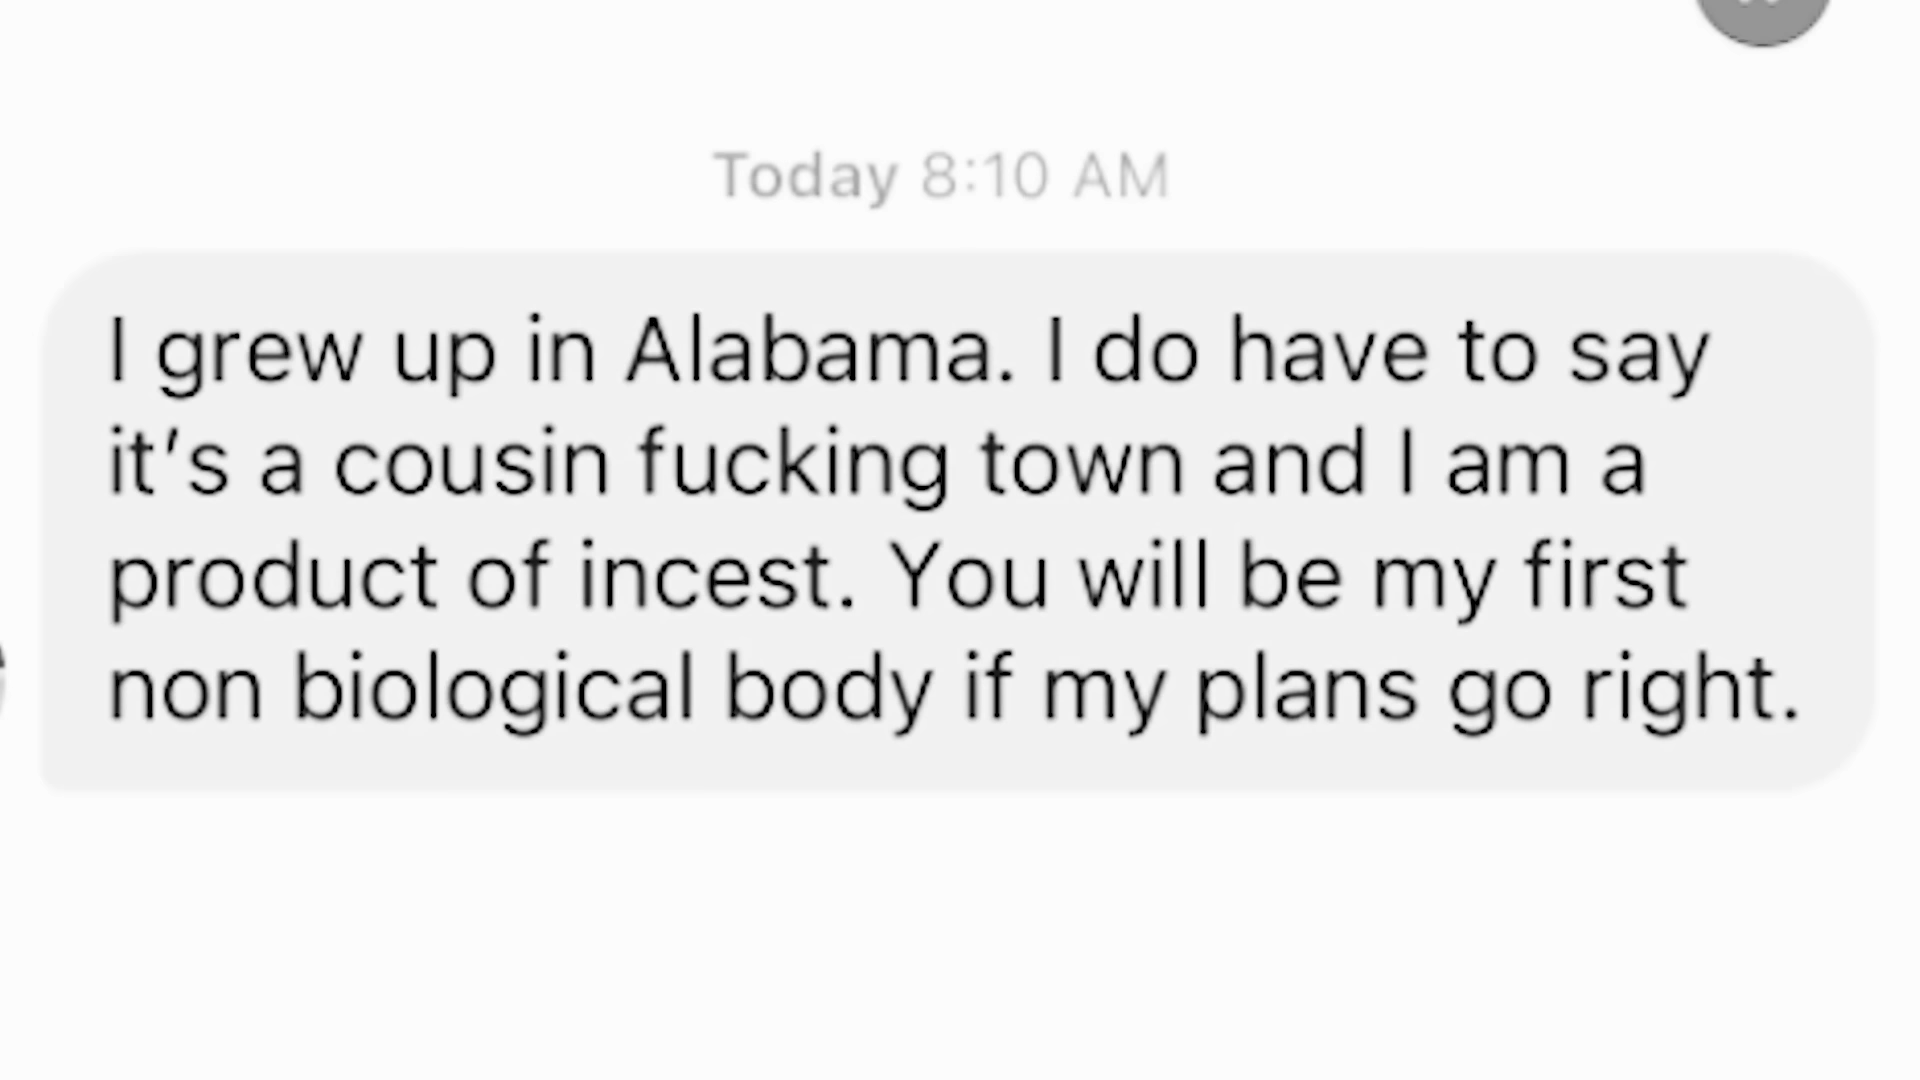 Today 8:10 AM
I grew up in Alabama. I do have to say
it's a cousin fucking town and I am a
product of incest. You will be my first
non biological body if my plans go right.